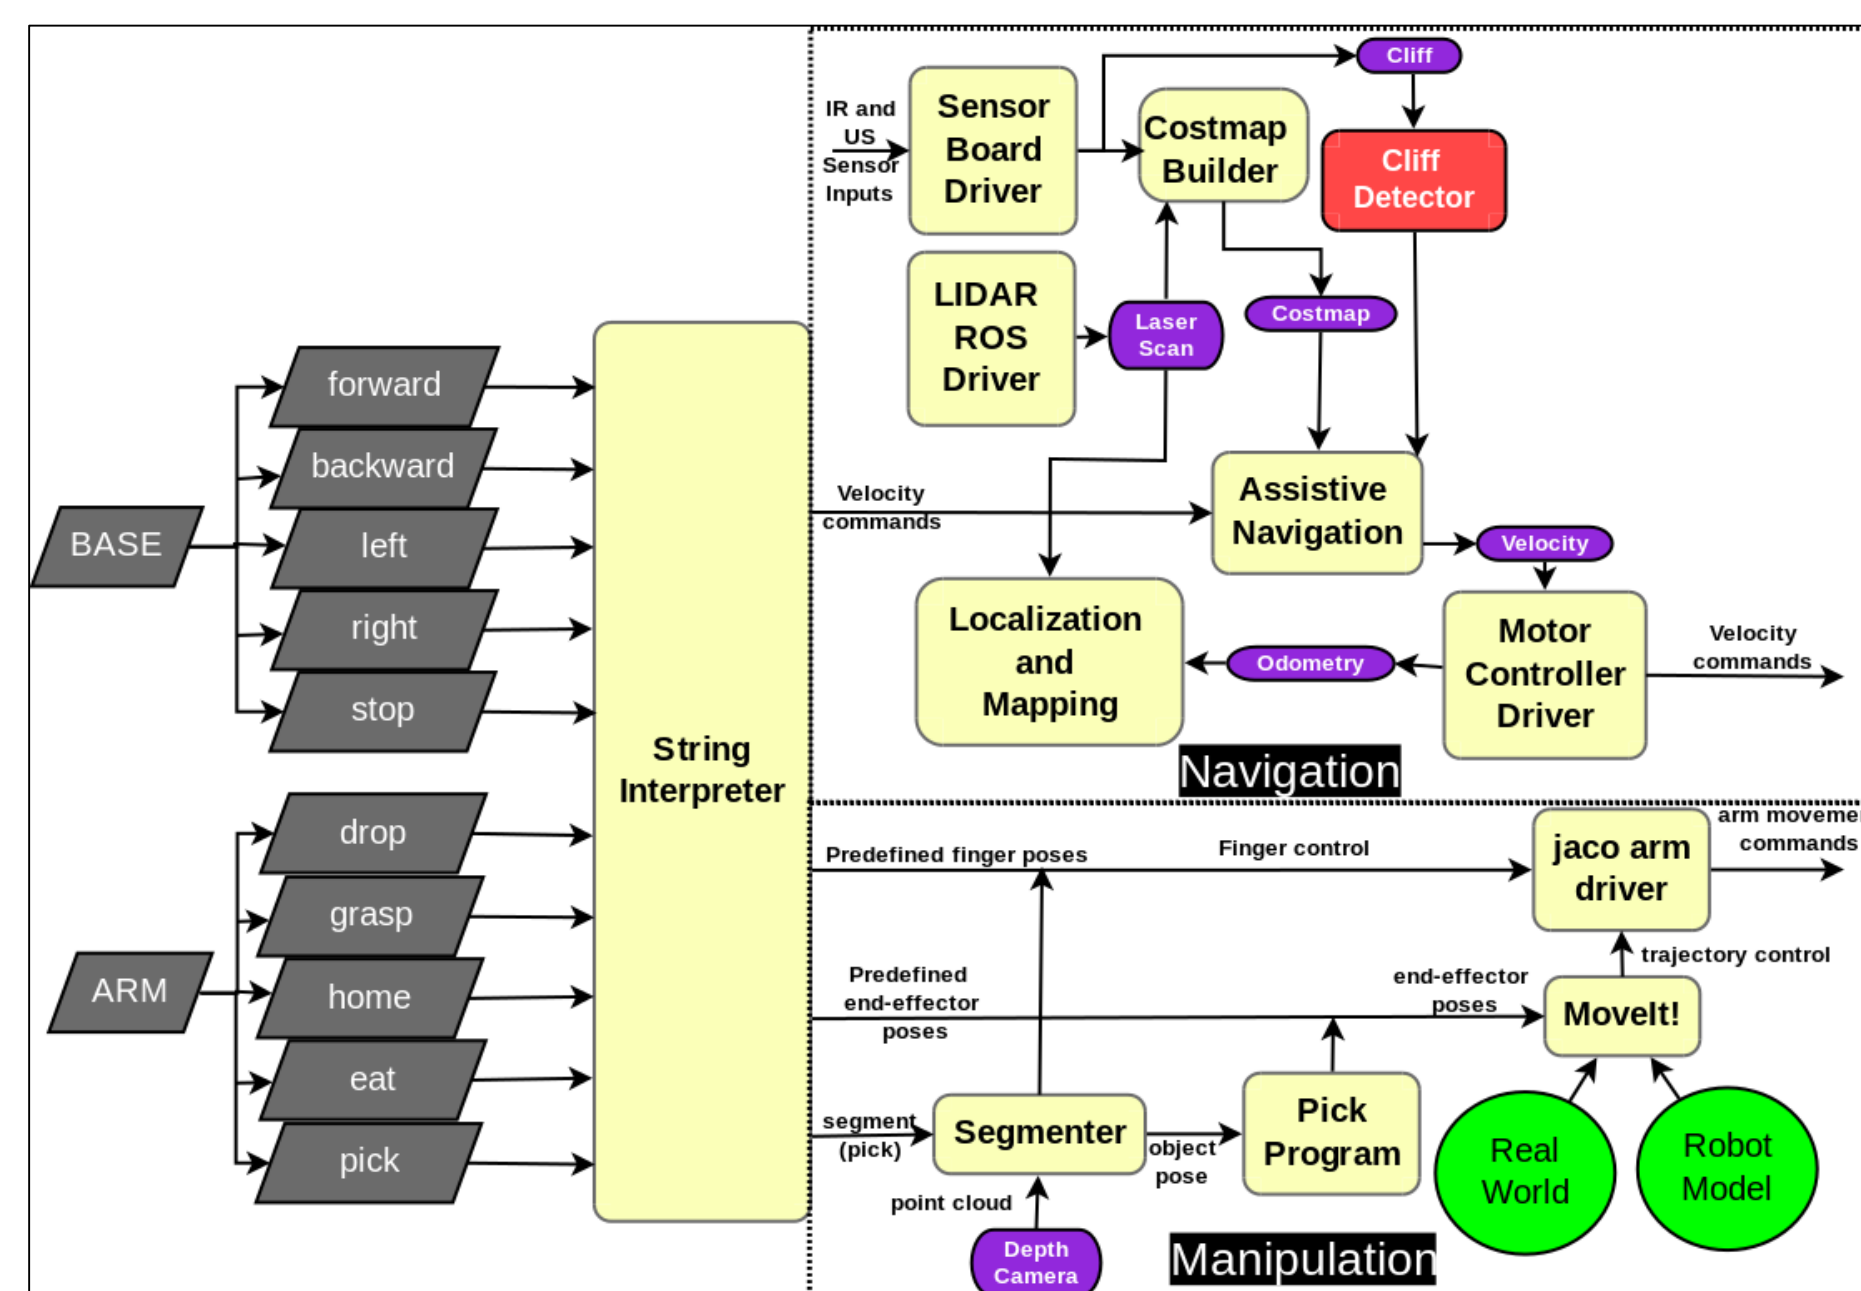 BASE
forward
backward
left
right
stop
ARM
drop
grasp
home
eat
pick
String
Interpreter
IR and
US
Sensor
Inputs
Sensor
Board
Driver
Costmap
Builder
Cliff
Cliff
Detector
LIDAR
ROS
Driver
Laser
Scan
Costmap
Velocity
commands
Assistive
Navigation
Velocity
Localization
and
Mapping
Odometry
Motor
Controller
Driver
Velocity
commands
Navigation
Predefined finger poses
Finger control
jaco arm
driver
arm moveme
commands
trajectory control
Predefined
end-effector
poses
end-effector
poses
MoveIt!
segment
(pick)
Segmenter
object
pose
Pick
Program
Real
World
Robot
Model
point cloud
Depth
Camera
Manipulation